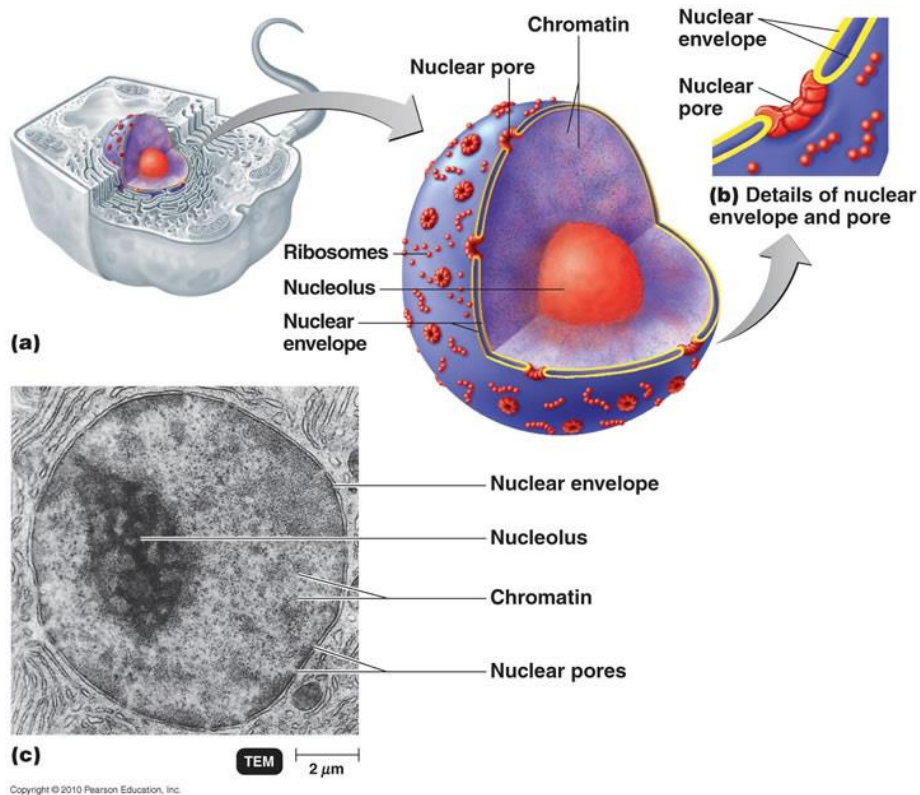 Chromatin
Nuclear pore
Ribosomes
Nucleolus
Nuclear
envelope
(a)
Nuclear
envelope
Nuclear
pore
(b) Details of nuclear
envelope and pore
Nuclear envelope
Nucleolus
Chromatin
Nuclear pores
(c)
TEM
2 μm
Copyright © 2010 Pearson Education, Inc.